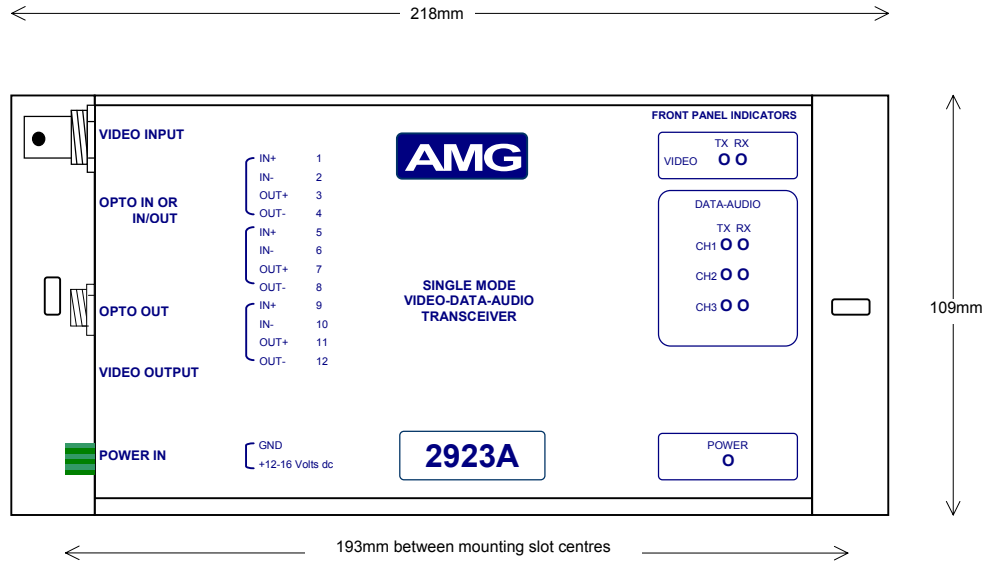 218mm
FRONT PANEL INDICATORS
VIDEO INPUT
AMG
TX RX
VIDEO O O
IN+ 1
IN- 2
OUT+ 3
OUT- 4
OPTO IN OR
IN/OUT
IN+ 5
IN- 6
OUT+ 7
OUT- 8
OPTO OUT
IN+ 9
IN- 10
OUT+ 11
OUT- 12
VIDEO OUTPUT
SINGLE MODE
VIDEO-DATA-AUDIO
TRANSCEIVER
DATA-AUDIO
TX RX
CH1 O O
CH2 O O
CH3 O O
109mm
POWER IN
GND
+12-16 Volts dc
2923A
POWER
O
193mm between mounting slot centres